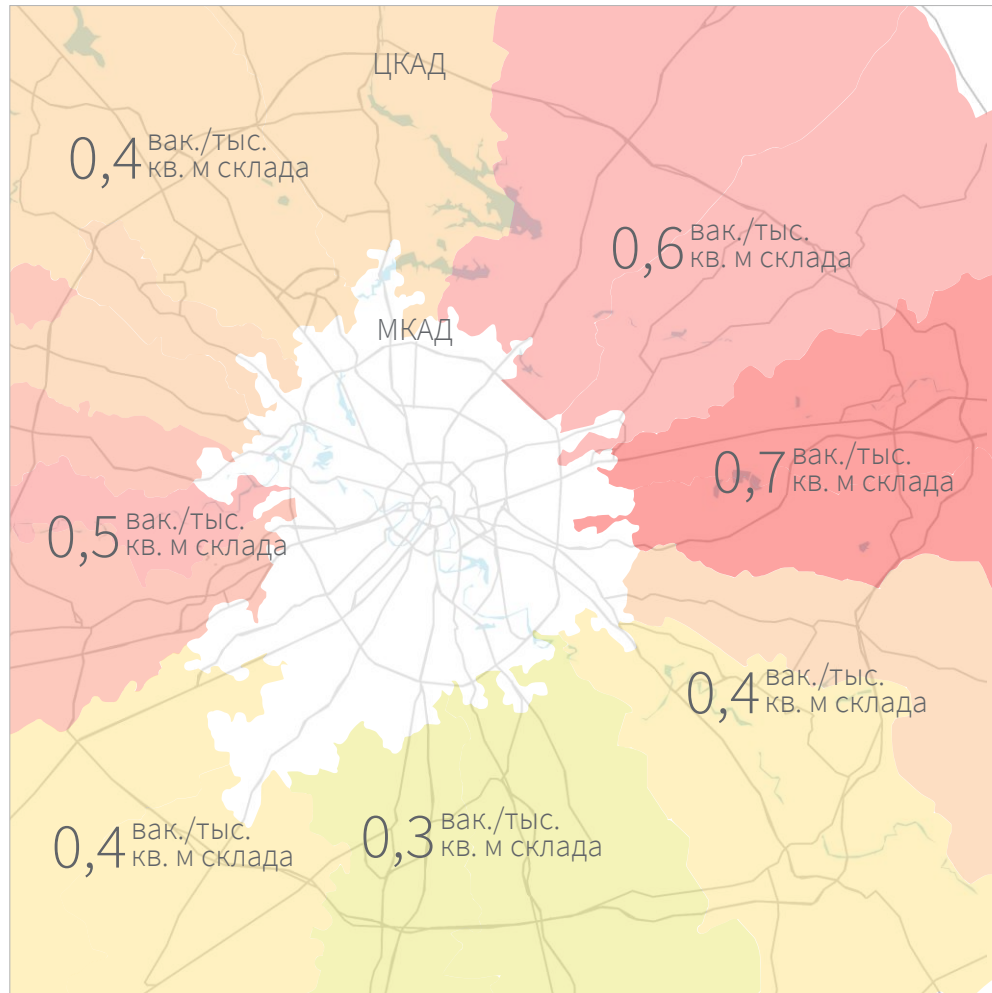 ЦКАД
0,4 вак./тыс.
кв. м склада
0,6 вак./тыс.
кв. м склада
МКАД
0,7 вак./тыс.
кв. м склада
0,5 вак./тыс.
кв. м склада
0,4 вак./тыс.
кв. м склада
0,4 вак./тыс.
кв. м склада
0,3 вак./тыс.
кв. м склада